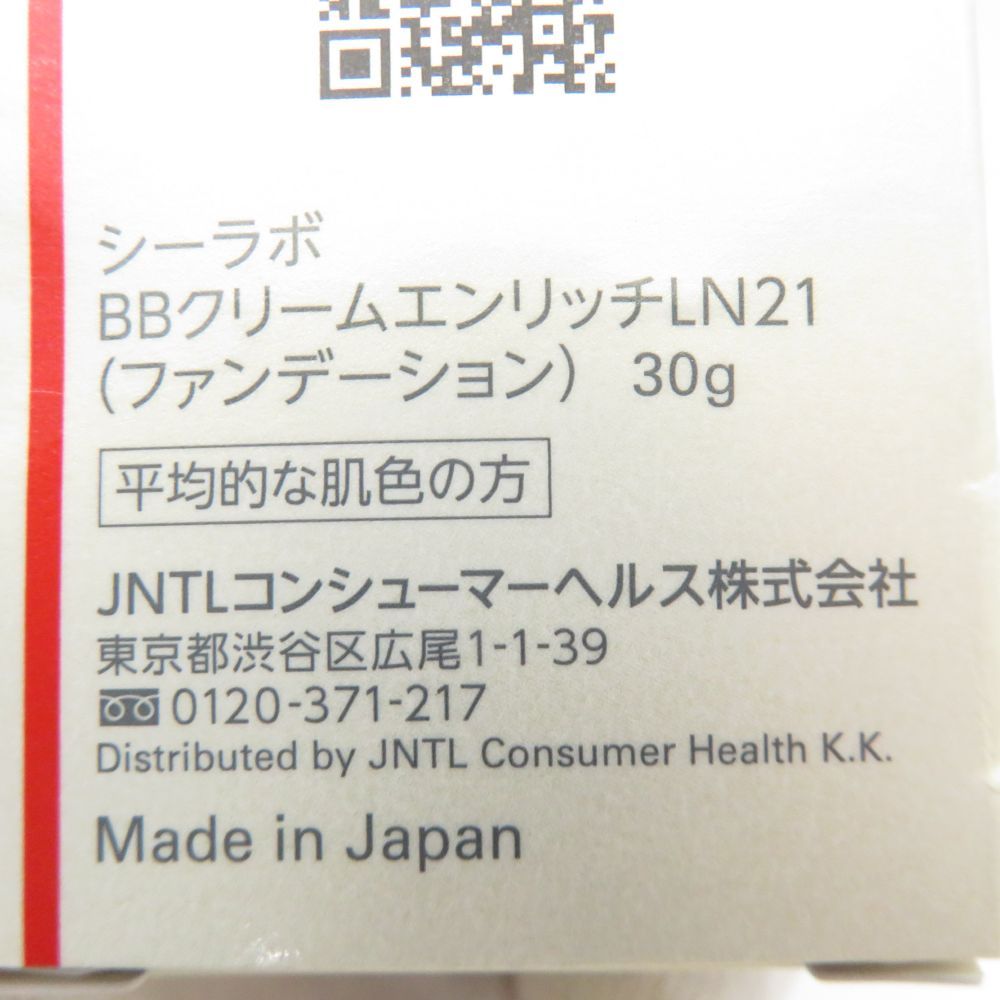 シーラボ
BBクリームエンリッチLN21
(ファンデーション) 30g
平均的な肌色の方
JNTLコンシューマーヘルス株式会社
東京都渋谷区広尾1-1-39
0120-371-217
Distributed by JNTL Consumer Health K.K.
Made in Japan